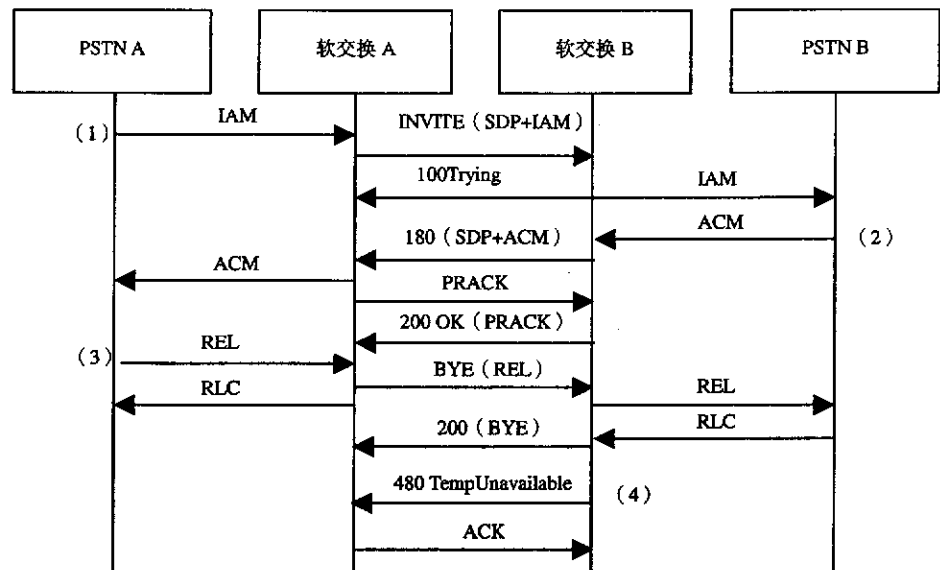 PSTN A
软交换 A
软交换 B
PSTN B
IAM
(1)
INVITE（SDP+IAM）
100Trying
IAM
ACM
(2)
180（SDP+ACM）
ACM
PRACK
200 OK（PRACK）
(3)
REL
BYE（REL）
RLC
REL
RLC
200（BYE）
480 TempUnavailable
(4)
ACK